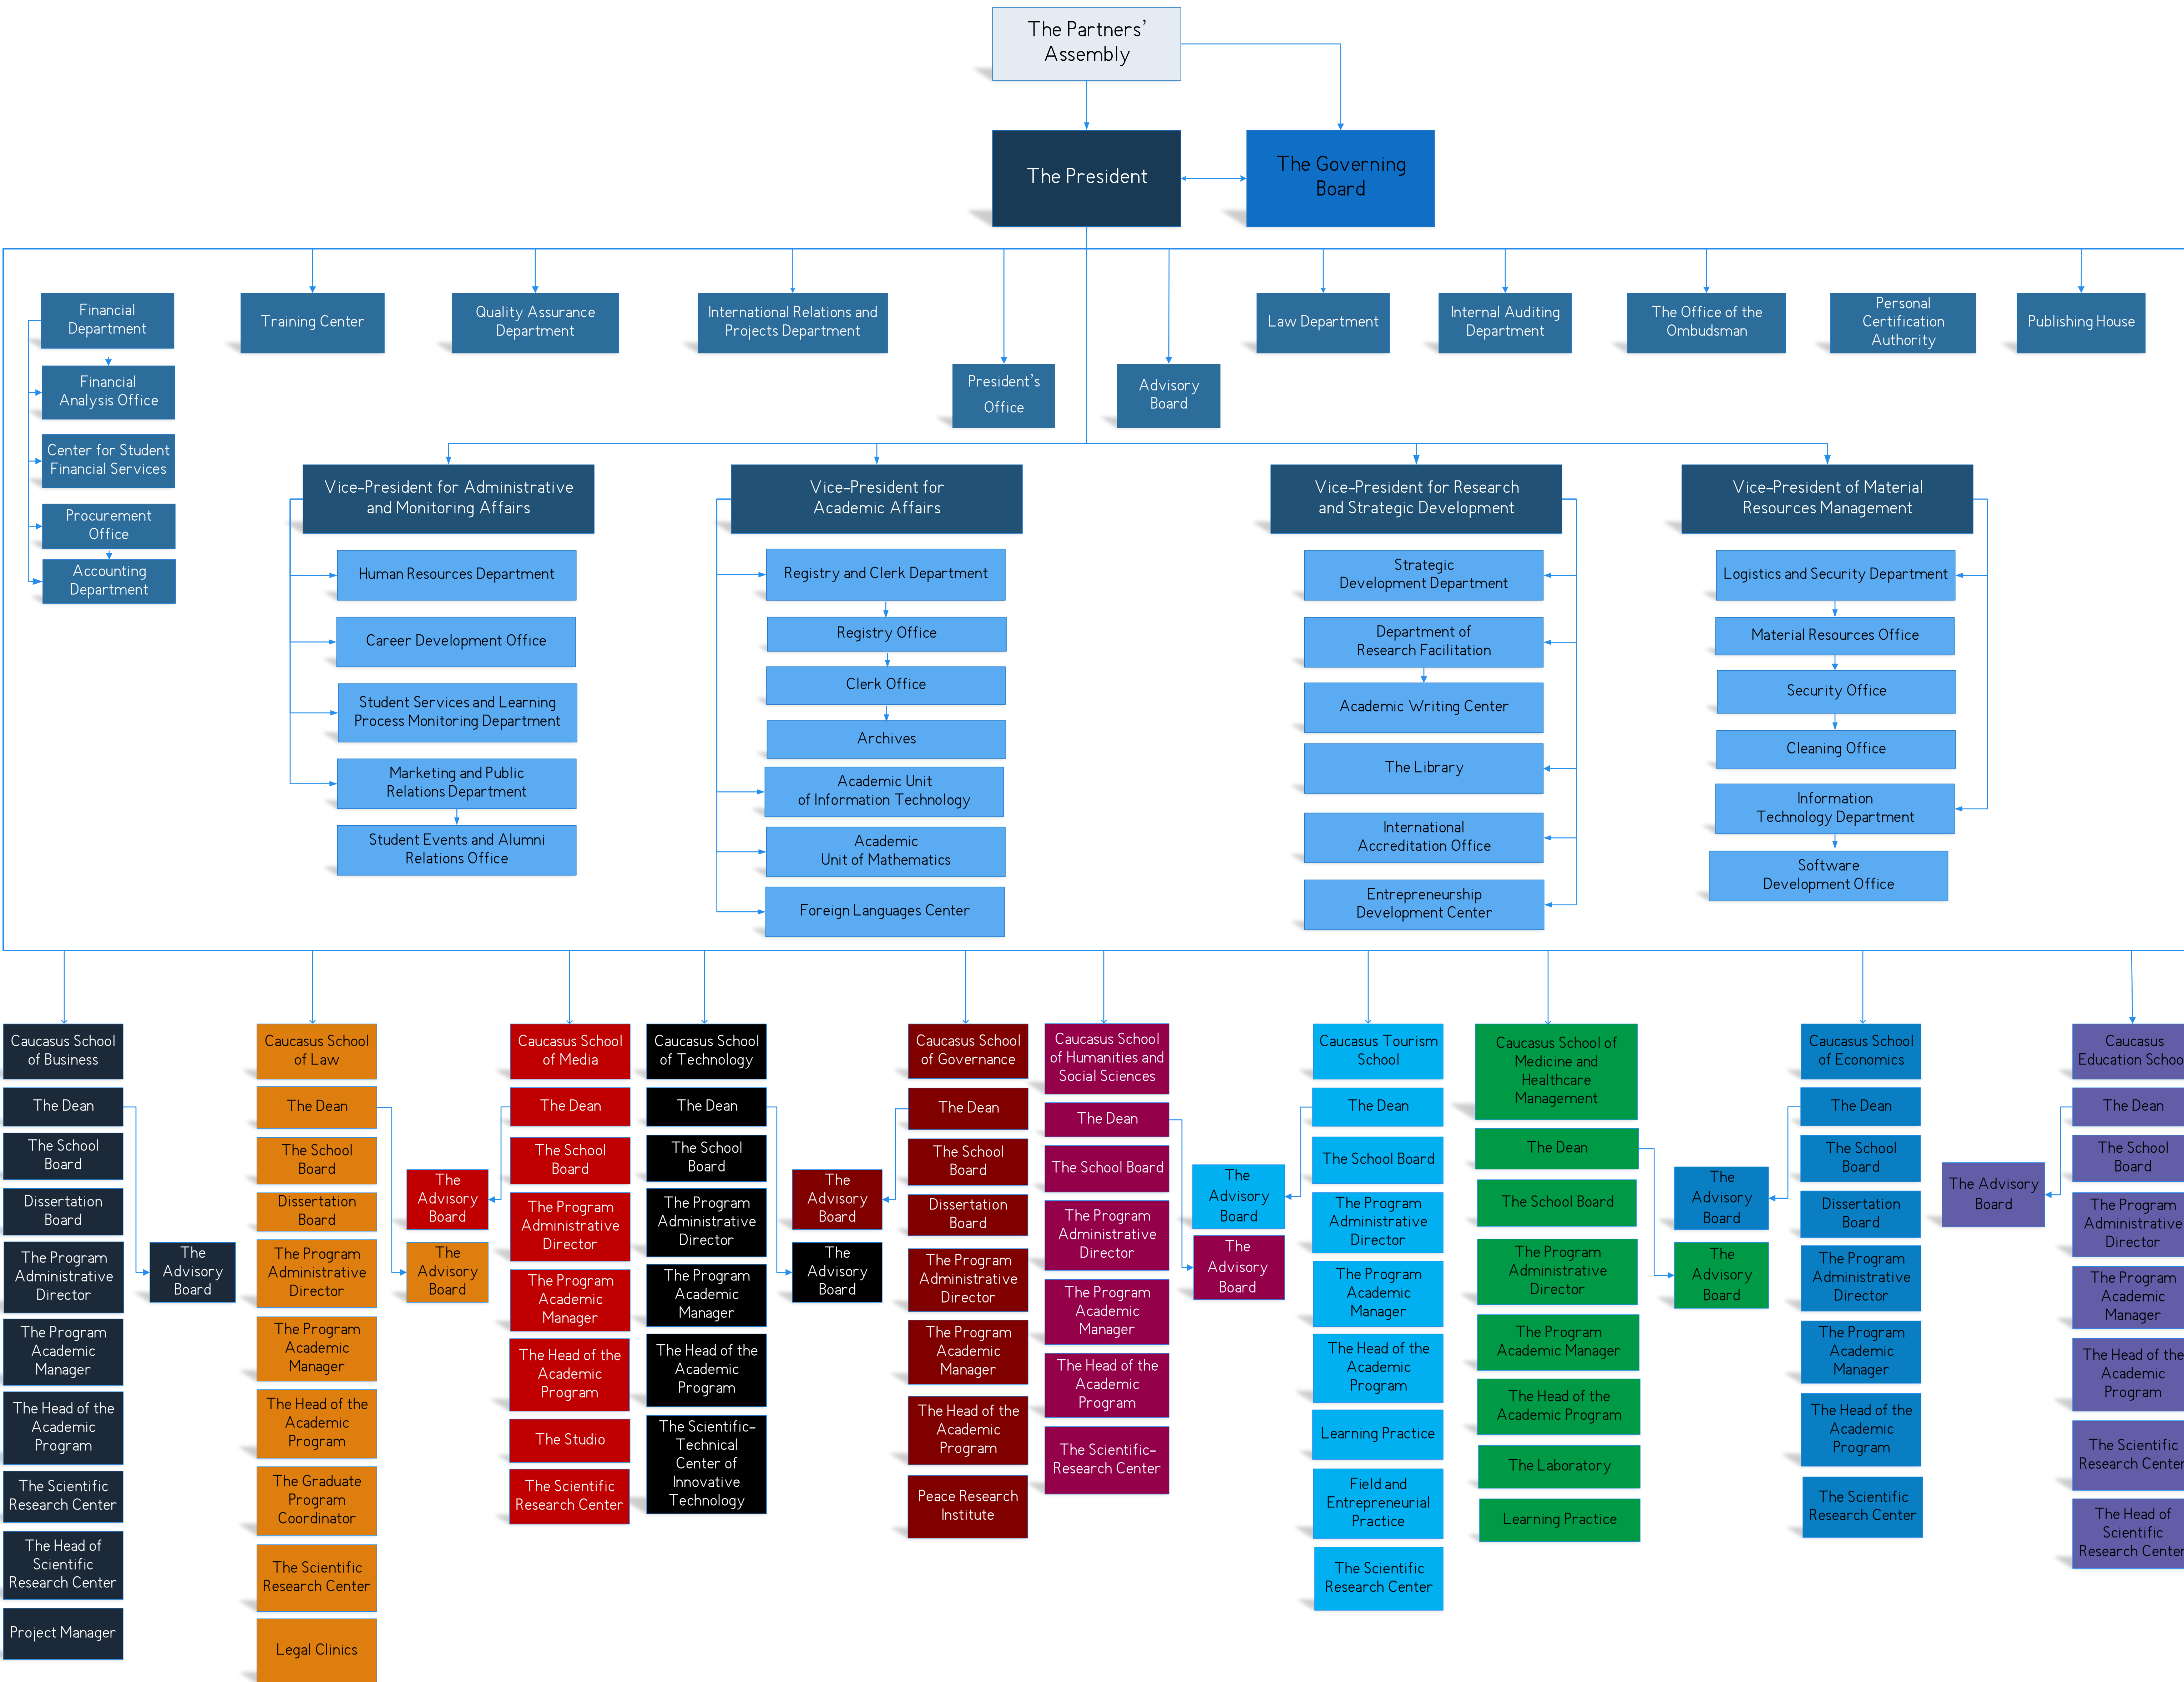 The Partners’
Assembly
The President
The Governing
Board
Financial
Department
Training Center
Quality Assurance
Department
International Relations and
Projects Department
Law Department
Internal Auditing
Department
The Office of the
Ombudsman
Personal
Certification
Authority
Publishing House
President’s
Office
Advisory
Board
Financial
Analysis Office
Center for Student
Financial Services
Procurement
Office
Accounting
Department
Vice-President for Administrative
and Monitoring Affairs
Human Resources Department
Career Development Office
Student Services and Learning
Process Monitoring Department
Marketing and Public
Relations Department
Student Events and Alumni
Relations Office
Vice-President for
Academic Affairs
Registry and Clerk Department
Registry Office
Clerk Office
Archives
Academic Unit
of Information Technology
Academic
Unit of Mathematics
Foreign Languages Center
Vice-President for Research
and Strategic Development
Strategic
Development Department
Department of
Research Facilitation
Academic Writing Center
The Library
International
Accreditation Office
Entrepreneurship
Development Center
Vice-President of Material
Resources Management
Logistics and Security Department
Material Resources Office
Security Office
Cleaning Office
Information
Technology Department
Software
Development Office
Caucasus School
of Business
The Dean
The School
Board
Dissertation
Board
The Program
Administrative
Director
The Program
Academic
Manager
The Head of the
Academic
Program
The Scientific
Research Center
The Head of
Scientific
Research Center
Project Manager
The
Advisory
Board
Caucasus School
of Law
The Dean
The School
Board
Dissertation
Board
The Program
Administrative
Director
The Program
Academic
Manager
The Head of the
Academic
Program
The Graduate
Program
Coordinator
The Scientific
Research Center
Legal Clinics
The
Advisory
Board
The
Advisory
Board
Caucasus School
of Media
The Dean
The School
Board
The Program
Administrative
Director
The Program
Academic
Manager
The Head of the
Academic
Program
The Studio
The Scientific
Research Center
Caucasus School
of Technology
The Dean
The School
Board
The Program
Administrative
Director
The Program
Academic
Manager
The Head of the
Academic
Program
The Scientific-
Technical
Center of
Innovative
Technology
The
Advisory
Board
The
Advisory
Board
Caucasus School
of Governance
The Dean
The School
Board
Dissertation
Board
The Program
Administrative
Director
The Program
Academic
Manager
The Head of the
Academic
Program
Peace Research
Institute
Caucasus School
of Humanities and
Social Sciences
The Dean
The School Board
The Program
Administrative
Director
The Program
Academic
Manager
The Head of the
Academic
Program
The Scientific-
Research Center
The
Advisory
Board
The
Advisory
Board
Caucasus Tourism
School
The Dean
The School Board
The Program
Administrative
Director
The Program
Academic
Manager
The Head of the
Academic
Program
Learning Practice
Field and
Entrepreneurial
Practice
The Scientific
Research Center
Caucasus School of
Medicine and
Healthcare
Management
The Dean
The School Board
The Program
Administrative
Director
The Program
Academic Manager
The Head of the
Academic Program
The Laboratory
Learning Practice
The
Advisory
Board
The
Advisory
Board
Caucasus School
of Economics
The Dean
The School
Board
Dissertation
Board
The Program
Administrative
Director
The Program
Academic
Manager
The Head of the
Academic
Program
The Scientific
Research Center
The Advisory
Board
Caucasus
Education School
The Dean
The School
Board
The Program
Administrative
Director
The Program
Academic
Manager
The Head of the
Academic
Program
The Scientific
Research Center
The Head of
Scientific
Research Center